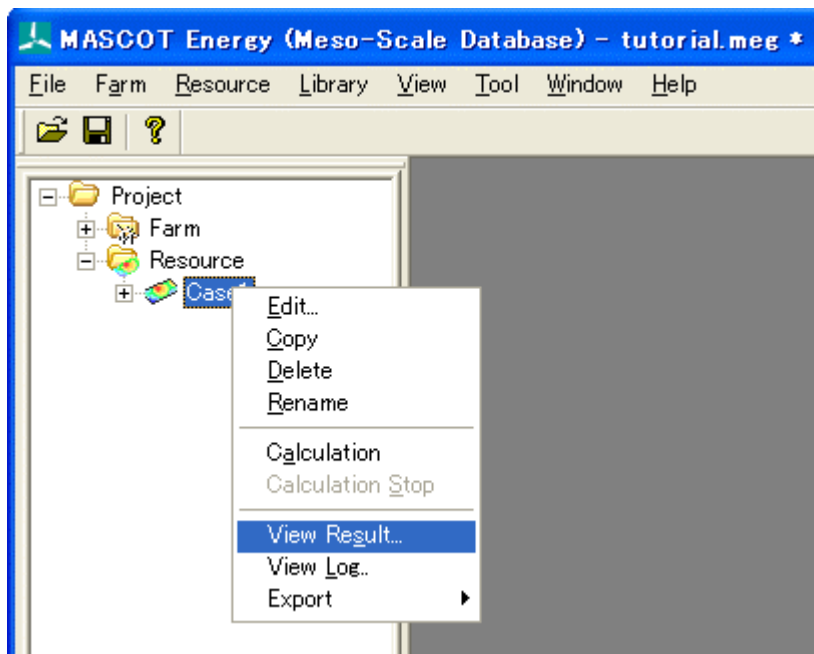 MASCOT Energy (Meso-Scale Database) - tutorial.meg *
File Farm Resource Library View Tool Window Help
Project
Farm
Resource
Case1
Edit...
Copy
Delete
Rename
Calculation
Calculation Stop
View Result...
View Log..
Export